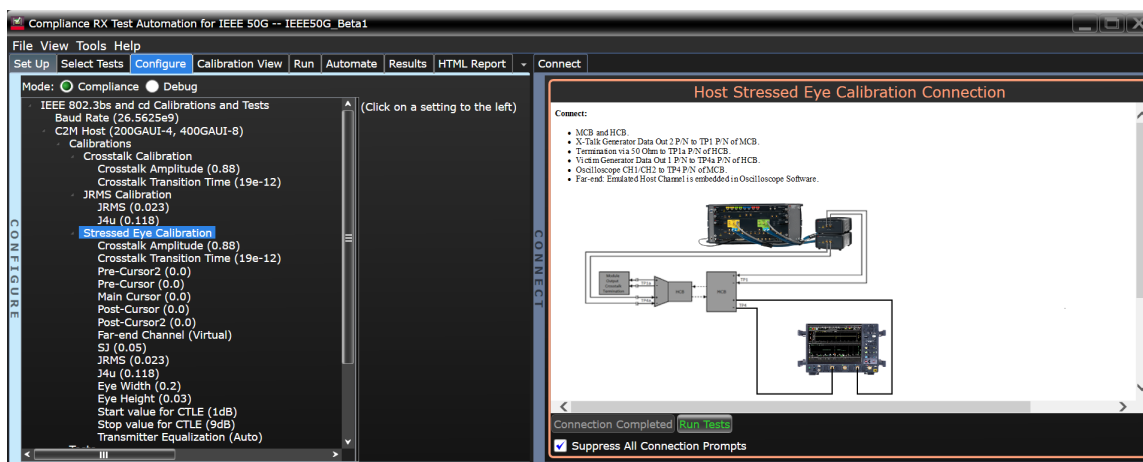 Compliance RX Test Automation for IEEE 50G -- IEEE50G_Beta1
File View Tools Help
Set Up Select Tests Configure Calibration View Run Automate Results HTML Report Connect
Mode: Compliance Debug
IEEE 802.3bs and cd Calibrations and Tests
Baud Rate (26.5625e9)
C2M Host (200GAUI-4, 400GAUI-8)
Calibrations
Crosstalk Calibration
Crosstalk Amplitude (0.88)
Crosstalk Transition Time (19e-12)
JRMS Calibration
JRMS (0.023)
J4u (0.118)
Stressed Eye Calibration
Crosstalk Amplitude (0.88)
Crosstalk Transition Time (19e-12)
Pre-Cursor2 (0.0)
Pre-Cursor (0.0)
Main Cursor (0.0)
Post-Cursor (0.0)
Post-Cursor2 (0.0)
Far-end Channel (Virtual)
SJ (0.05)
JRMS (0.023)
J4u (0.118)
Eye Width (0.2)
Eye Height (0.03)
Start value for CTLE (1dB)
Stop value for CTLE (9dB)
Transmitter Equalization (Auto)
CONFIGURE
(Click on a setting to the left)
CONNECT
Host Stressed Eye Calibration Connection
Connect:
MCB and HCB.
X-Talk Generator Data Out 2 P/N to TP1 P/N of MCB.
Termination via 50 Ohm to TP1a P/N of HCB.
Victim Generator Data Out 1 P/N to TP4a P/N of HCB.
Oscilloscope CH1/CH2 to TP4 P/N of MCB.
Far-end: Emulated Host Channel is embedded in Oscilloscope Software.
Module
Output
Crosstalk
Termination
TP1a
TP4a
HCB
MCB
TP1
TP4
Connection Completed Run Tests
Suppress All Connection Prompts